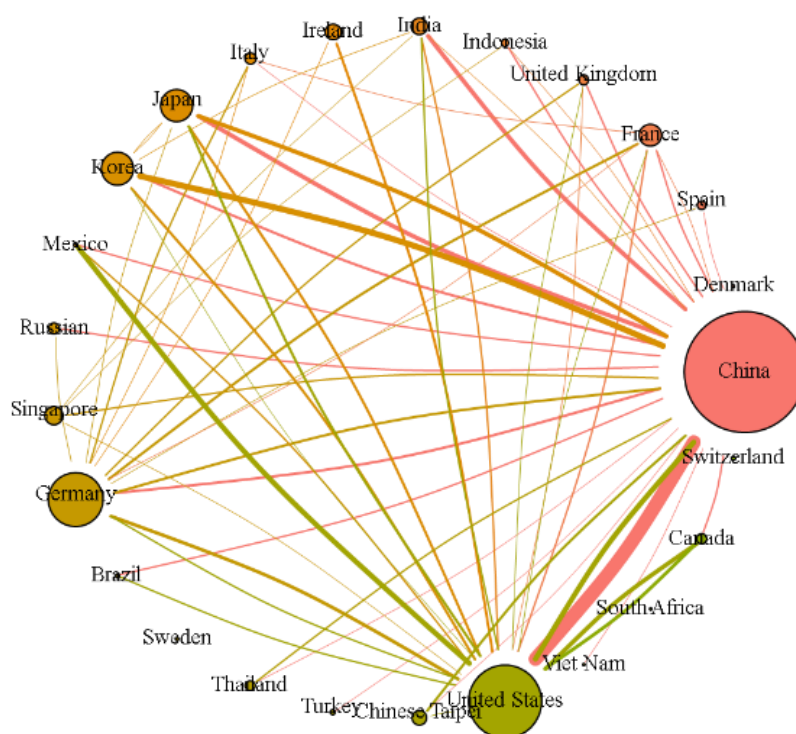 India
Ireland
Indonesia
Italy
United Kingdom
Japan
France
Korea
Spain
Mexico
Denmark
Russian
China
Singapore
Switzerland
Germany
Canada
Brazil
South Africa
Sweden
Viet Nam
Thailand
United States
Turkey
Chinese Taipei